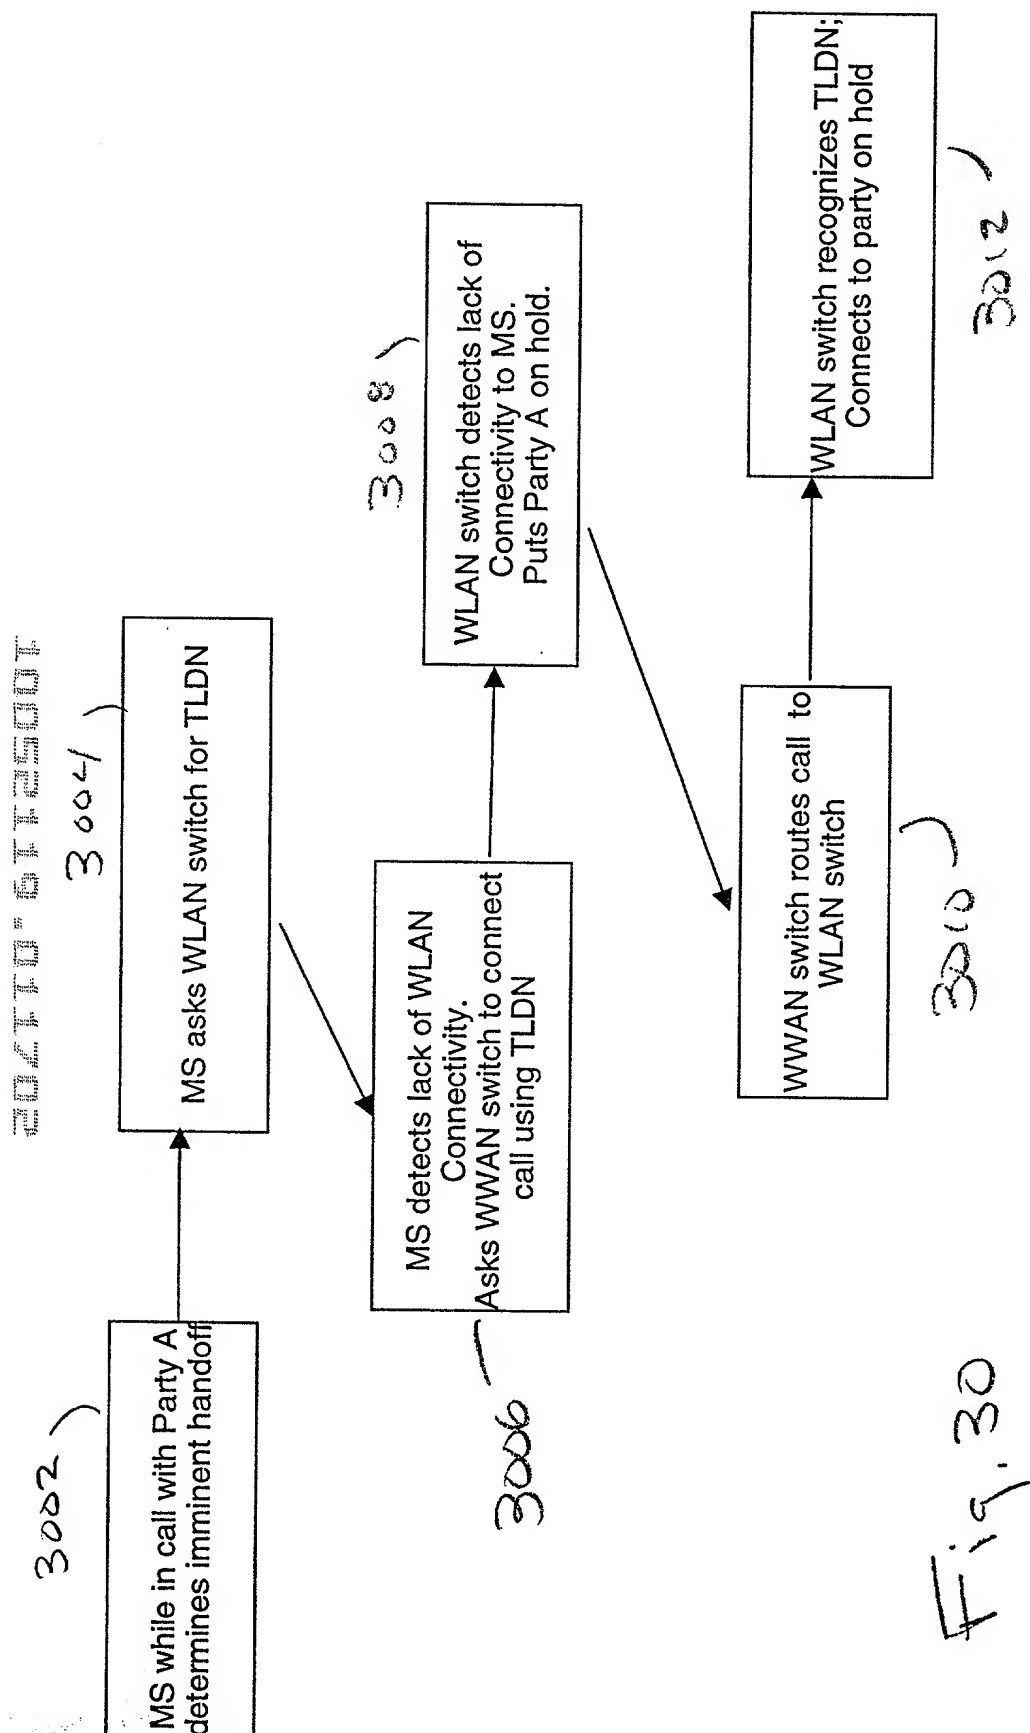 10052119.011702
3002
MS while in call with Party A
determines imminent handoff
3004
MS asks WLAN switch for TLDN
3006
MS detects lack of WLAN
Connectivity.
Asks WWAN switch to connect
call using TLDN
3008
WLAN switch detects lack of
Connectivity to MS.
Puts Party A on hold.
3010
WWAN switch routes call to
WLAN switch
3012
WLAN switch recognizes TLDN;
Connects to party on hold
Fig. 30